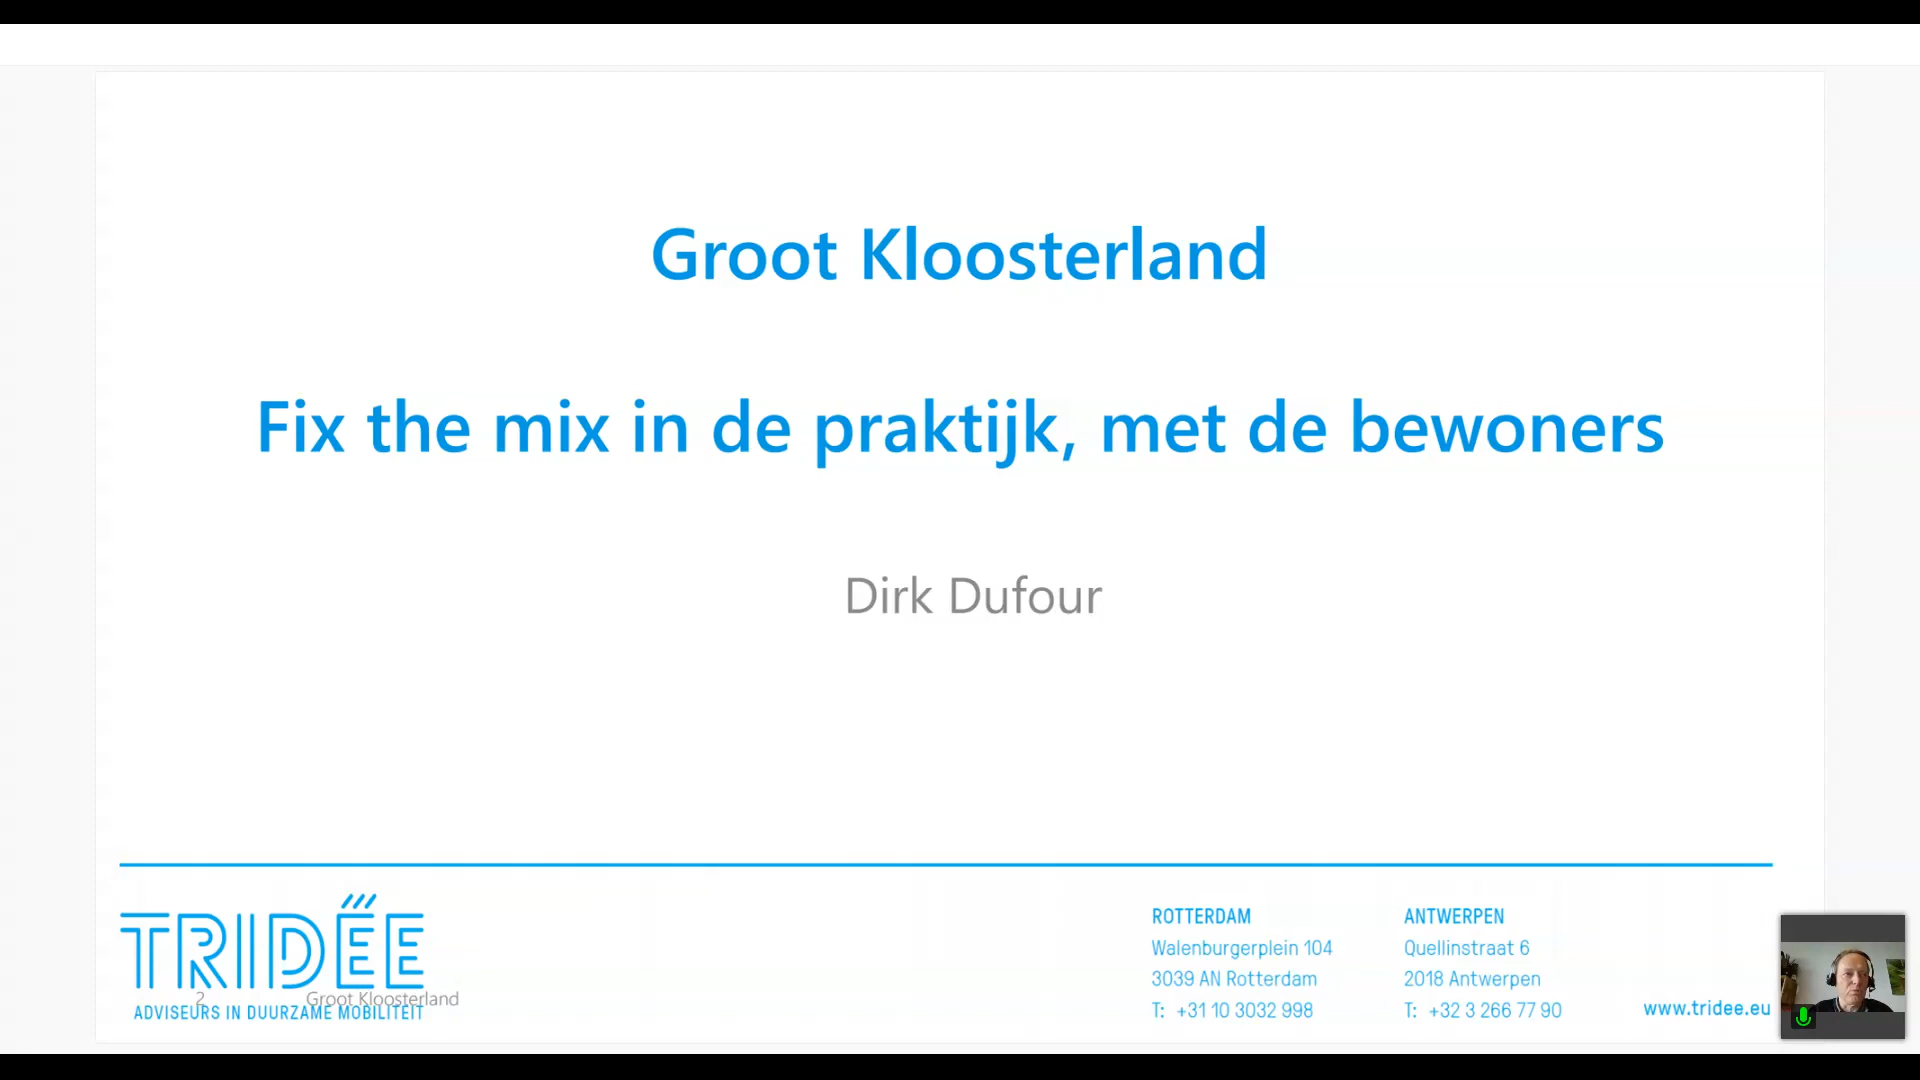 Groot Kloosterland
Fix the mix in de praktijk, met de bewoners
Dirk Dufour
TRIDËE
2
Groot Kloosterland
ADVISEURS IN DUURZAME MOBILITEIT
ROTTERDAM
Walenburgerplein 104
3039 AN Rotterdam
T: +31 10 3032 998
ANTWERPEN
Quellinstraat 6
2018 Antwerpen
T: +32 3 266 77 90
www.tridee.eu